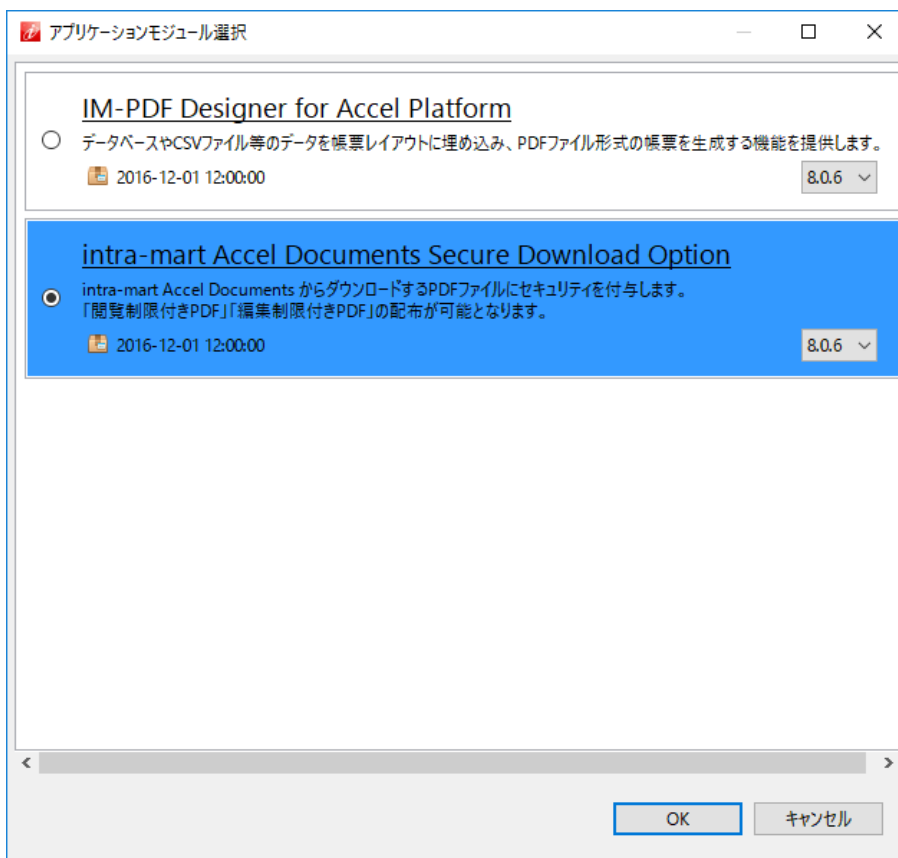 アプリケーションモジュール選択
IM-PDF Designer for Accel Platform
データベースやCSVファイル等のデータを帳票レイアウトに埋め込み、PDFファイル形式の帳票を生成する機能を提供します。
2016-12-01 12:00:00 8.0.6
intra-mart Accel Documents Secure Download Option
intra-mart Accel Documents からダウンロードするPDFファイルにセキュリティを付与します。
「閲覧制限付きPDF」「編集制限付きPDF」の配布が可能となります。
2016-12-01 12:00:00 8.0.6
OK キャンセル